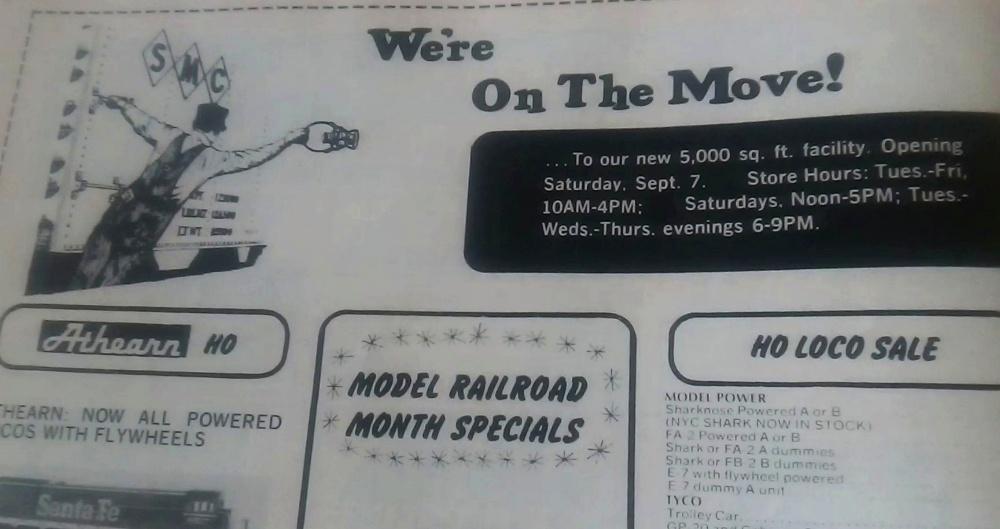 SMC
We're
On The Move!
...To our new 5,000 sq. ft. facility. Opening
Saturday, Sept. 7. Store Hours: Tues.-Fri,
10AM-4PM; Saturdays, Noon-5PM; Tues.-
Weds.-Thurs. evenings 6-9PM.
Athearn HO
THEARN: NOW ALL POWERED
COS WITH FLYWHEELS
Santa Fe
MODEL RAILROAD
MONTH SPECIALS
HO LOCO SALE
MODEL POWER
Sharknose Powered A or B
(NYC SHARK NOW IN STOCK)
FA-2 Powered A or B
Shark or FA-2 A dummies
Shark or FB-2 B dummies
E-7 with flywheel powered
E-7 dummy A unit
TYCO
Trolley Car
GP-20 and